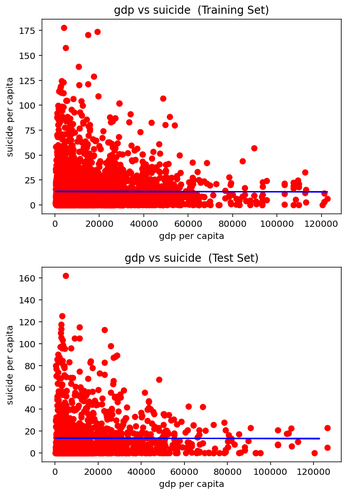 gdp vs suicide (Training Set)
175
150
125
100
75
50
25
0
suicide per capita
0 20000 40000 60000 80000 100000 120000
gdp per capita
gdp vs suicide (Test Set)
160
140
120
100
80
60
40
20
0
suicide per capita
0 20000 40000 60000 80000 100000 120000
gdp per capita